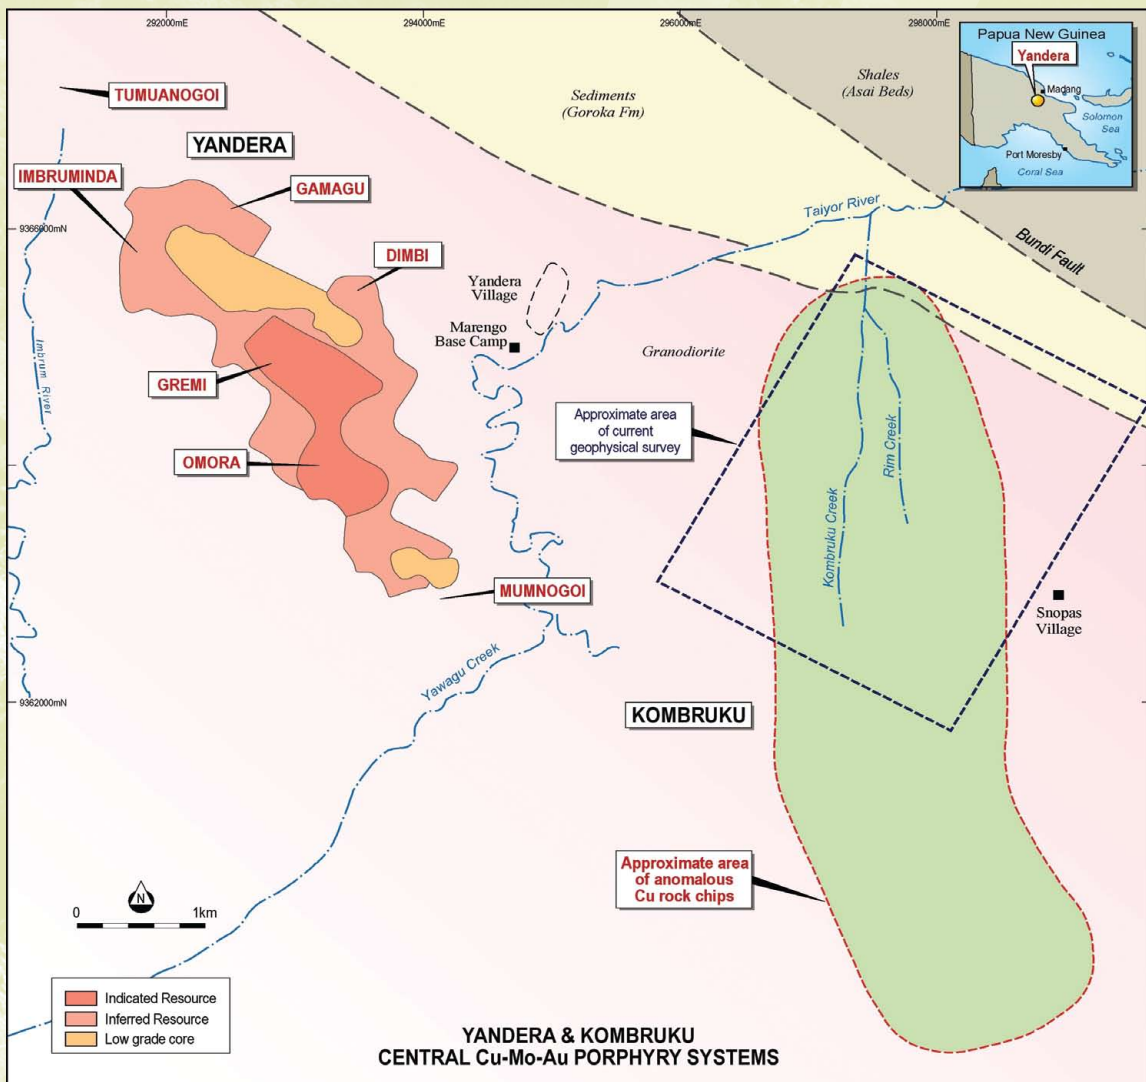 292000mE
294000mE
296000mE
298000mE
Papua New Guinea
Yandera
Madang
Solomon
Sea
Port Moresby
Coral Sea
TUMUANOGOI
Sediments
(Goroka Fm)
Shales
(Asai Beds)
YANDERA
IMBRUMINDA
GAMAGU
Taiyor River
9366000mN
DIMBI
Bundi Fault
Yandera
Village
Marengo
Base Camp
Imbrum River
Granodiorite
GREMI
Approximate area
of current
geophysical survey
OMORA
Rim Creek
Kombruku Creek
MUMNOGOI
Snopas
Village
Yawagu Creek
9362000mN
KOMBRUKU
Approximate area
of anomalous
Cu rock chips
N
0 1km
Indicated Resource
Inferred Resource
Low grade core
YANDERA & KOMBRUKU
CENTRAL Cu-Mo-Au PORPHYRY SYSTEMS